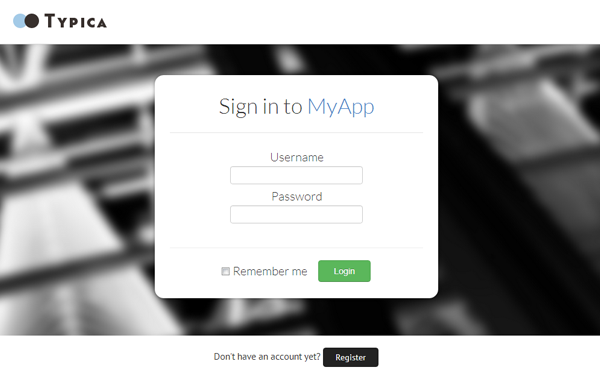 Typica
Sign in to MyApp
Username
Password
Remember me Login
Don't have an account yet? Register